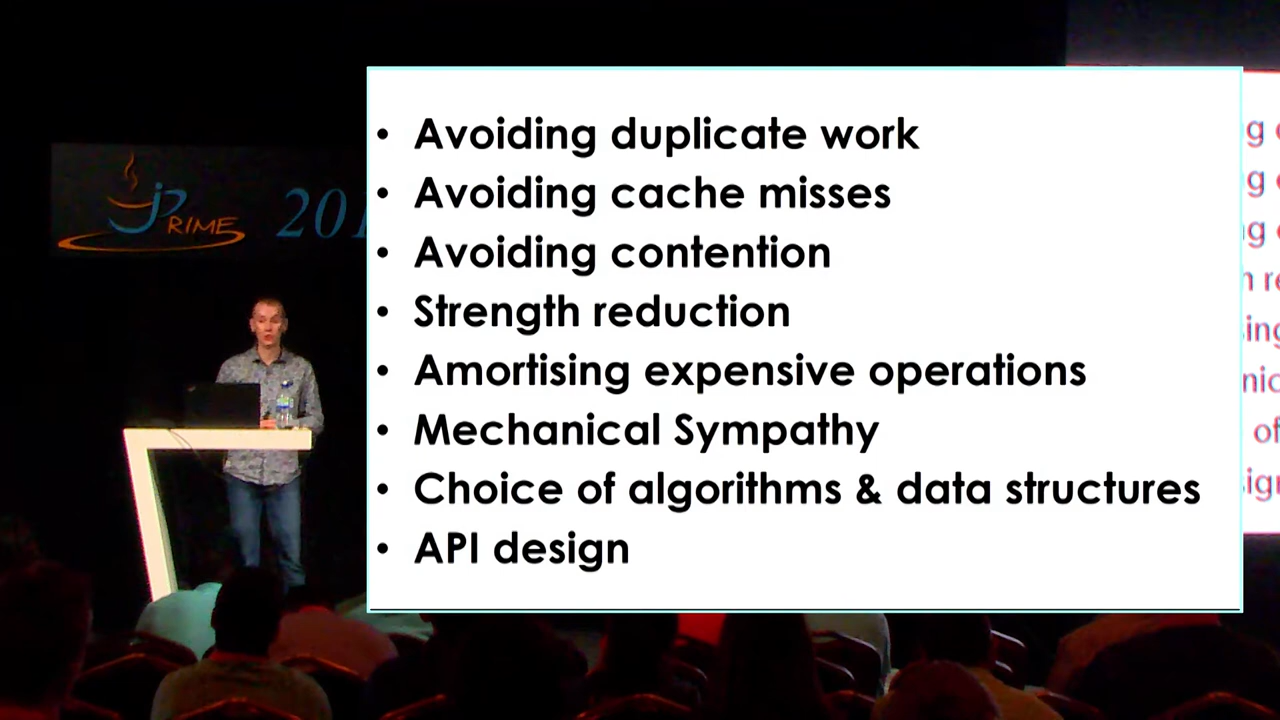 JPRIME 201
• Avoiding duplicate work
• Avoiding cache misses
• Avoiding contention
• Strength reduction
• Amortising expensive operations
• Mechanical Sympathy
• Choice of algorithms & data structures
• API design